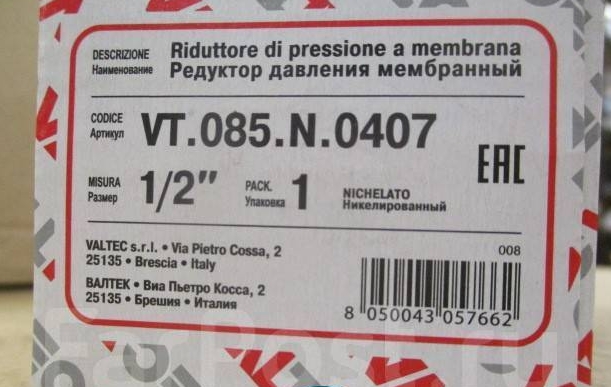 DESCRIZIONE Riduttore di pressione a membrana
Наименование Редуктор давления мембранный
CODICE
Артикул
VT.085.N.0407
EAC
MISURA
Размер
1/2"
PACK.
Упаковка
1
NICHELATO
Никелированный
VALTEC s.r.l. • Via Pietro Cossa, 2
25135 • Brescia • Italy
ВАЛТЕК • Виа Пьетро Косса, 2
25135 • Брешия • Италия
008
8 050043 057662
FarPost.ru